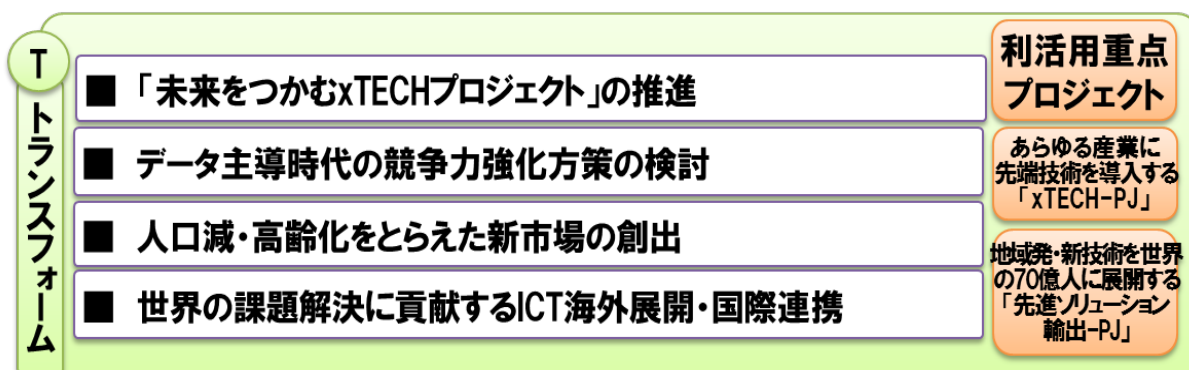 T
トランスフォーム
■ 「未来をつかむxTECHプロジェクト」の推進
■ データ主導時代の競争力強化方策の検討
■ 人口減・高齢化をとらえた新市場の創出
■ 世界の課題解決に貢献するICT海外展開・国際連携
利活用重点
プロジェクト
あらゆる産業に
先端技術を導入する
「xTECH-PJ」
地域発・新技術を世界
の70億人に展開する
「先進ソリューション
輸出-PJ」